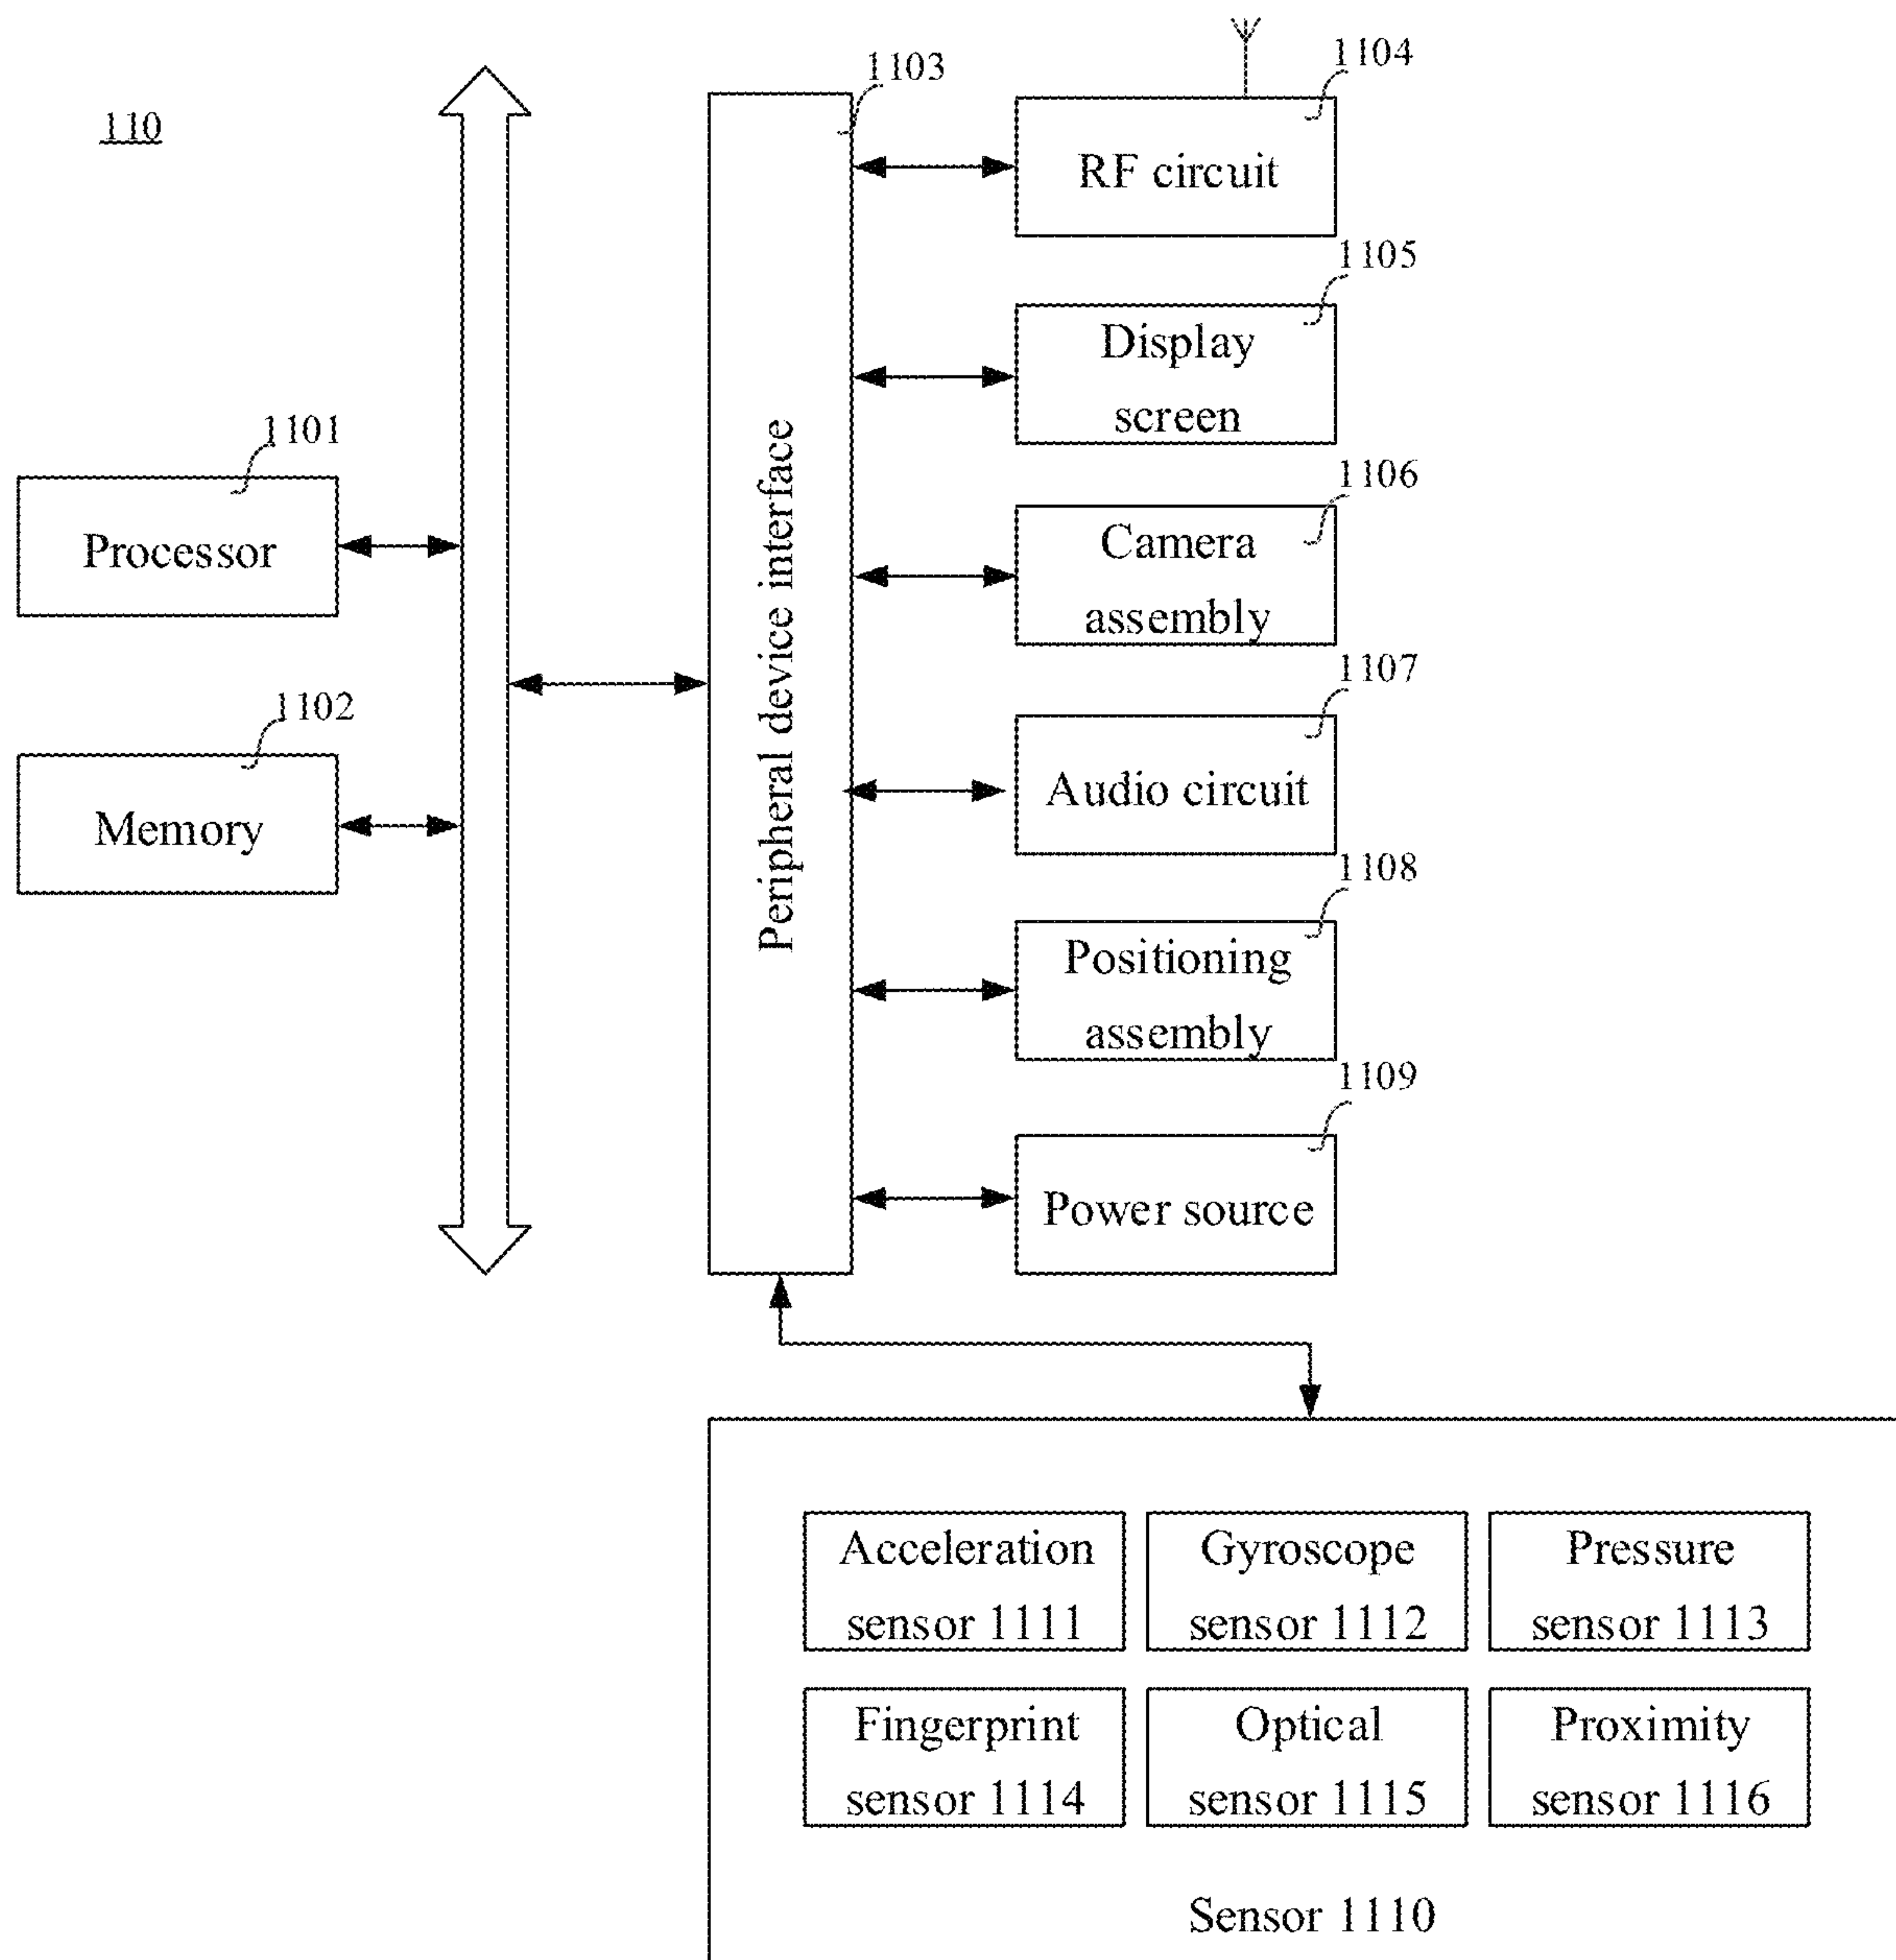 110
1103
1104
RF circuit
1105
Display
screen
1101
Processor
1106
Camera
assembly
Peripheral device interface
1102
Memory
1107
Audio circuit
1108
Positioning
assembly
1109
Power source
Acceleration
sensor 1111
Gyroscope
sensor 1112
Pressure
sensor 1113
Fingerprint
sensor 1114
Optical
sensor 1115
Proximity
sensor 1116
Sensor 1110